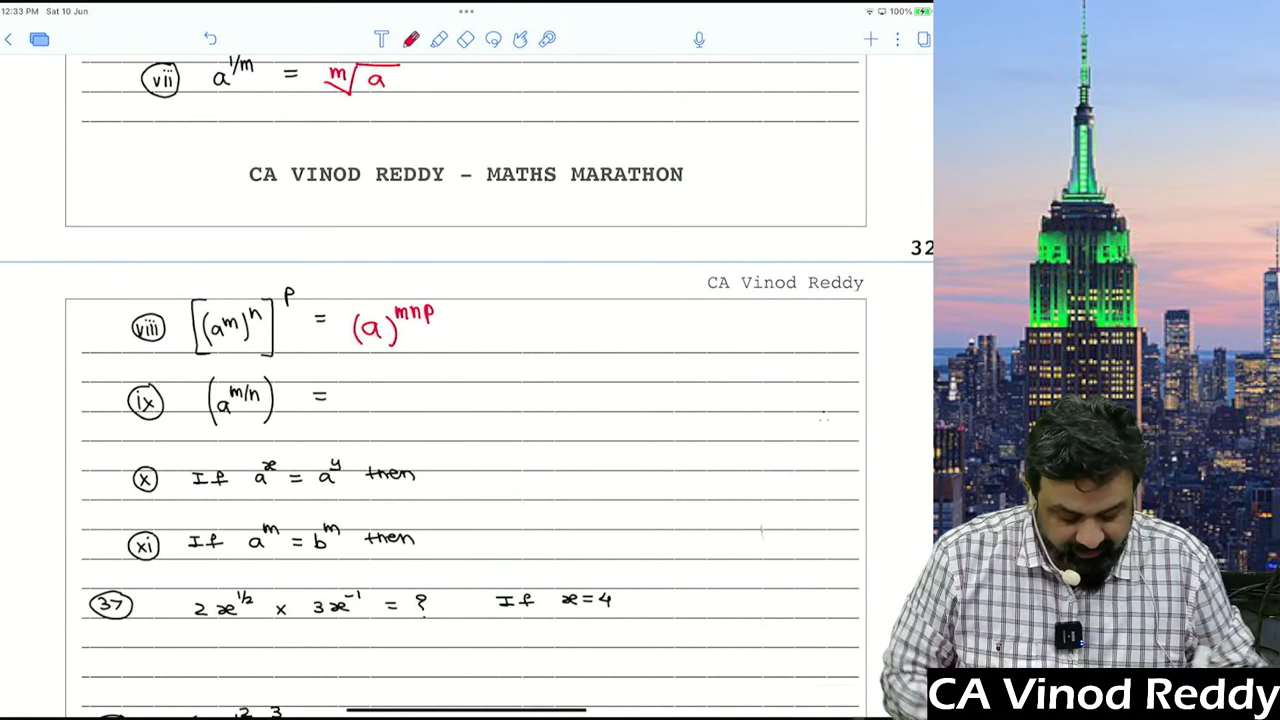 12:33 PM Sat 10 Jun
100%
vii a^{1/m} = ᵐ√a
CA VINOD REDDY - MATHS MARATHON
32
CA Vinod Reddy
viii [(a^m)^n]^p = (a)^{mnp}
ix (a^{m/n}) =
x If a^x = a^y then
xi If a^m = b^m then
37 2x^{1/2} × 3x^{-1} = ? If x=4
CA Vinod Reddy